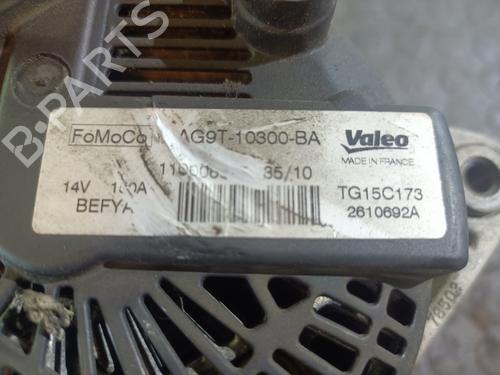 B-PARTS
FoMoCo AG9T-10300-BA
Valeo
MADE IN FRANCE
35/10
14V
TG15C173
BEFYA
2610692A